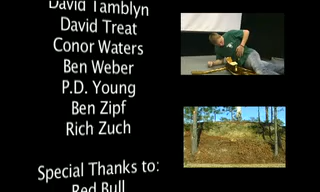 David Tamblyn
David Treat
Conor Waters
Ben Weber
P.D. Young
Ben Zipf
Rich Zuch
Special Thanks to:
Red Bull